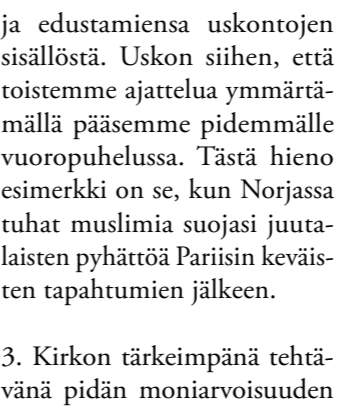 ja edustamiensa uskontojen
sisällöstä. Uskon siihen, että
toistemme ajattelua ymmärtä-
mällä pääsemme pidemmälle
vuoropuhelussa. Tästä hieno
esimerkki on se, kun Norjassa
tuhat muslimia suojasi juuta-
laisten pyhättöä Pariisin keväis-
ten tapahtumien jälkeen.

3. Kirkon tärkeimpänä tehtä-
vänä pidän moniarvoisuuden